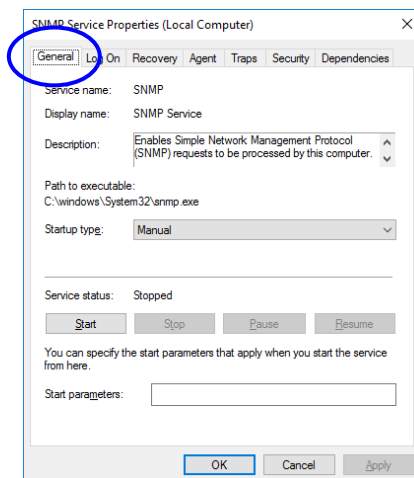 SNMP Service Properties (Local Computer)
General Log On Recovery Agent Traps Security Dependencies
Service name: SNMP
Display name: SNMP Service
Description: Enables Simple Network Management Protocol
(SNMP) requests to be processed by this computer.
Path to executable:
C:\windows\System32\snmp.exe
Startup type: Manual
Service status: Stopped
Start Stop Pause Resume
You can specify the start parameters that apply when you start the service
from here.
Start parameters:
OK Cancel Apply